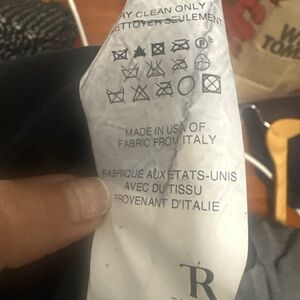 RY CLEAN ONLY
ETTOYER SEULEMENT
MADE IN USA OF
FABRIC FROM ITALY
FABRIQUÉ AUX ETATS-UNIS
AVEC DU TISSU
PROVENANT D'ITALIE
R